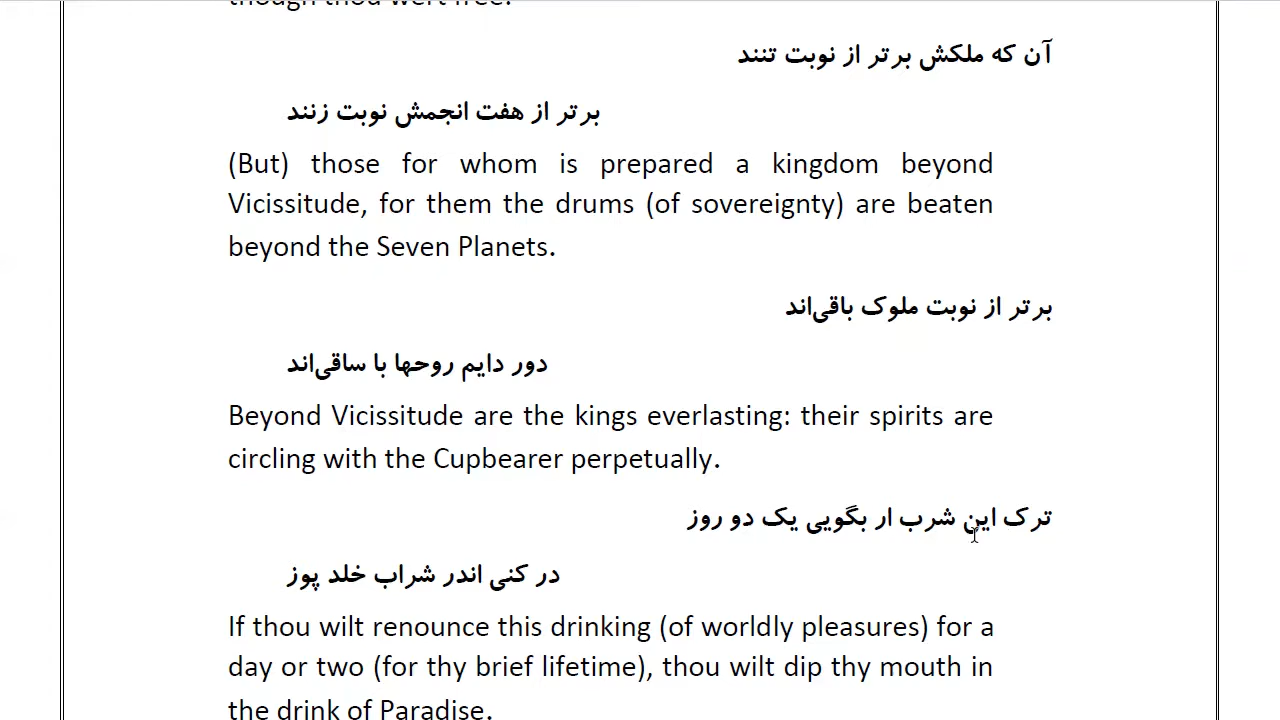 though thou wert free.
آن که ملکش برتر از نوبت تنند
برتر از هفت انجمش نوبت زنند
(But) those for whom is prepared a kingdom beyond
Vicissitude, for them the drums (of sovereignty) are beaten
beyond the Seven Planets.
برتر از نوبت ملوک باقی‌اند
دور دایم روحها با ساقی‌اند
Beyond Vicissitude are the kings everlasting: their spirits are
circling with the Cupbearer perpetually.
ترک این شرب ار بگویی یک دو روز
در کنی اندر شراب خلد پوز
If thou wilt renounce this drinking (of worldly pleasures) for a
day or two (for thy brief lifetime), thou wilt dip thy mouth in
the drink of Paradise.